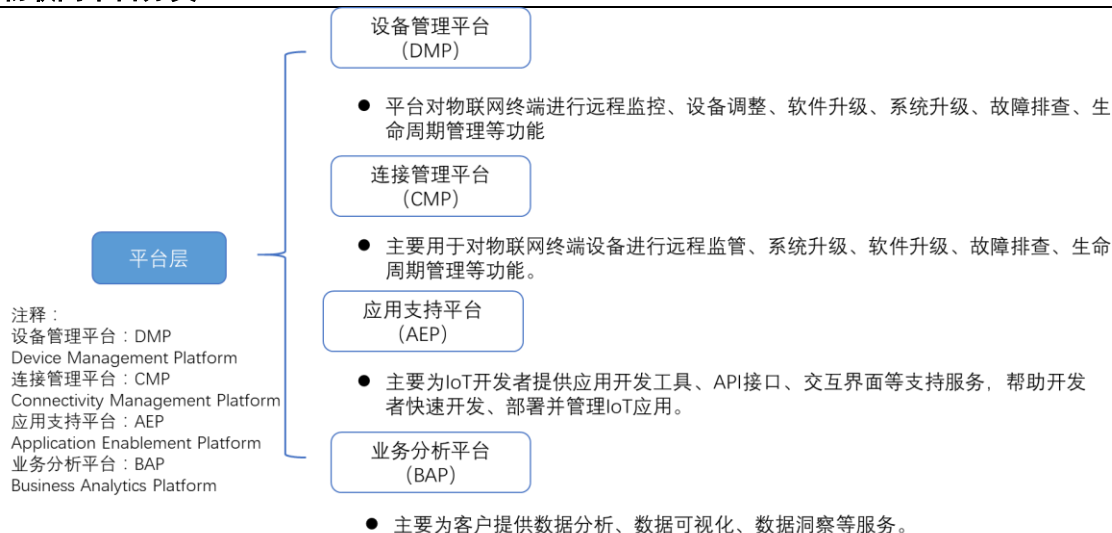 设备管理平台
（DMP）
● 平台对物联网终端进行远程监控、设备调整、软件升级、系统升级、故障排查、生
命周期管理等功能
连接管理平台
（CMP）
● 主要用于对物联网终端设备进行远程监管、系统升级、软件升级、故障排查、生命
周期管理等功能。
平台层
应用支持平台
（AEP）
● 主要为IoT开发者提供应用开发工具、API接口、交互界面等支持服务，帮助开发
者快速开发、部署并管理IoT应用。
业务分析平台
（BAP）
● 主要为客户提供数据分析、数据可视化、数据洞察等服务。
注释：
设备管理平台：DMP
Device Management Platform
连接管理平台：CMP
Connectivity Management Platform
应用支持平台：AEP
Application Enablement Platform
业务分析平台：BAP
Business Analytics Platform